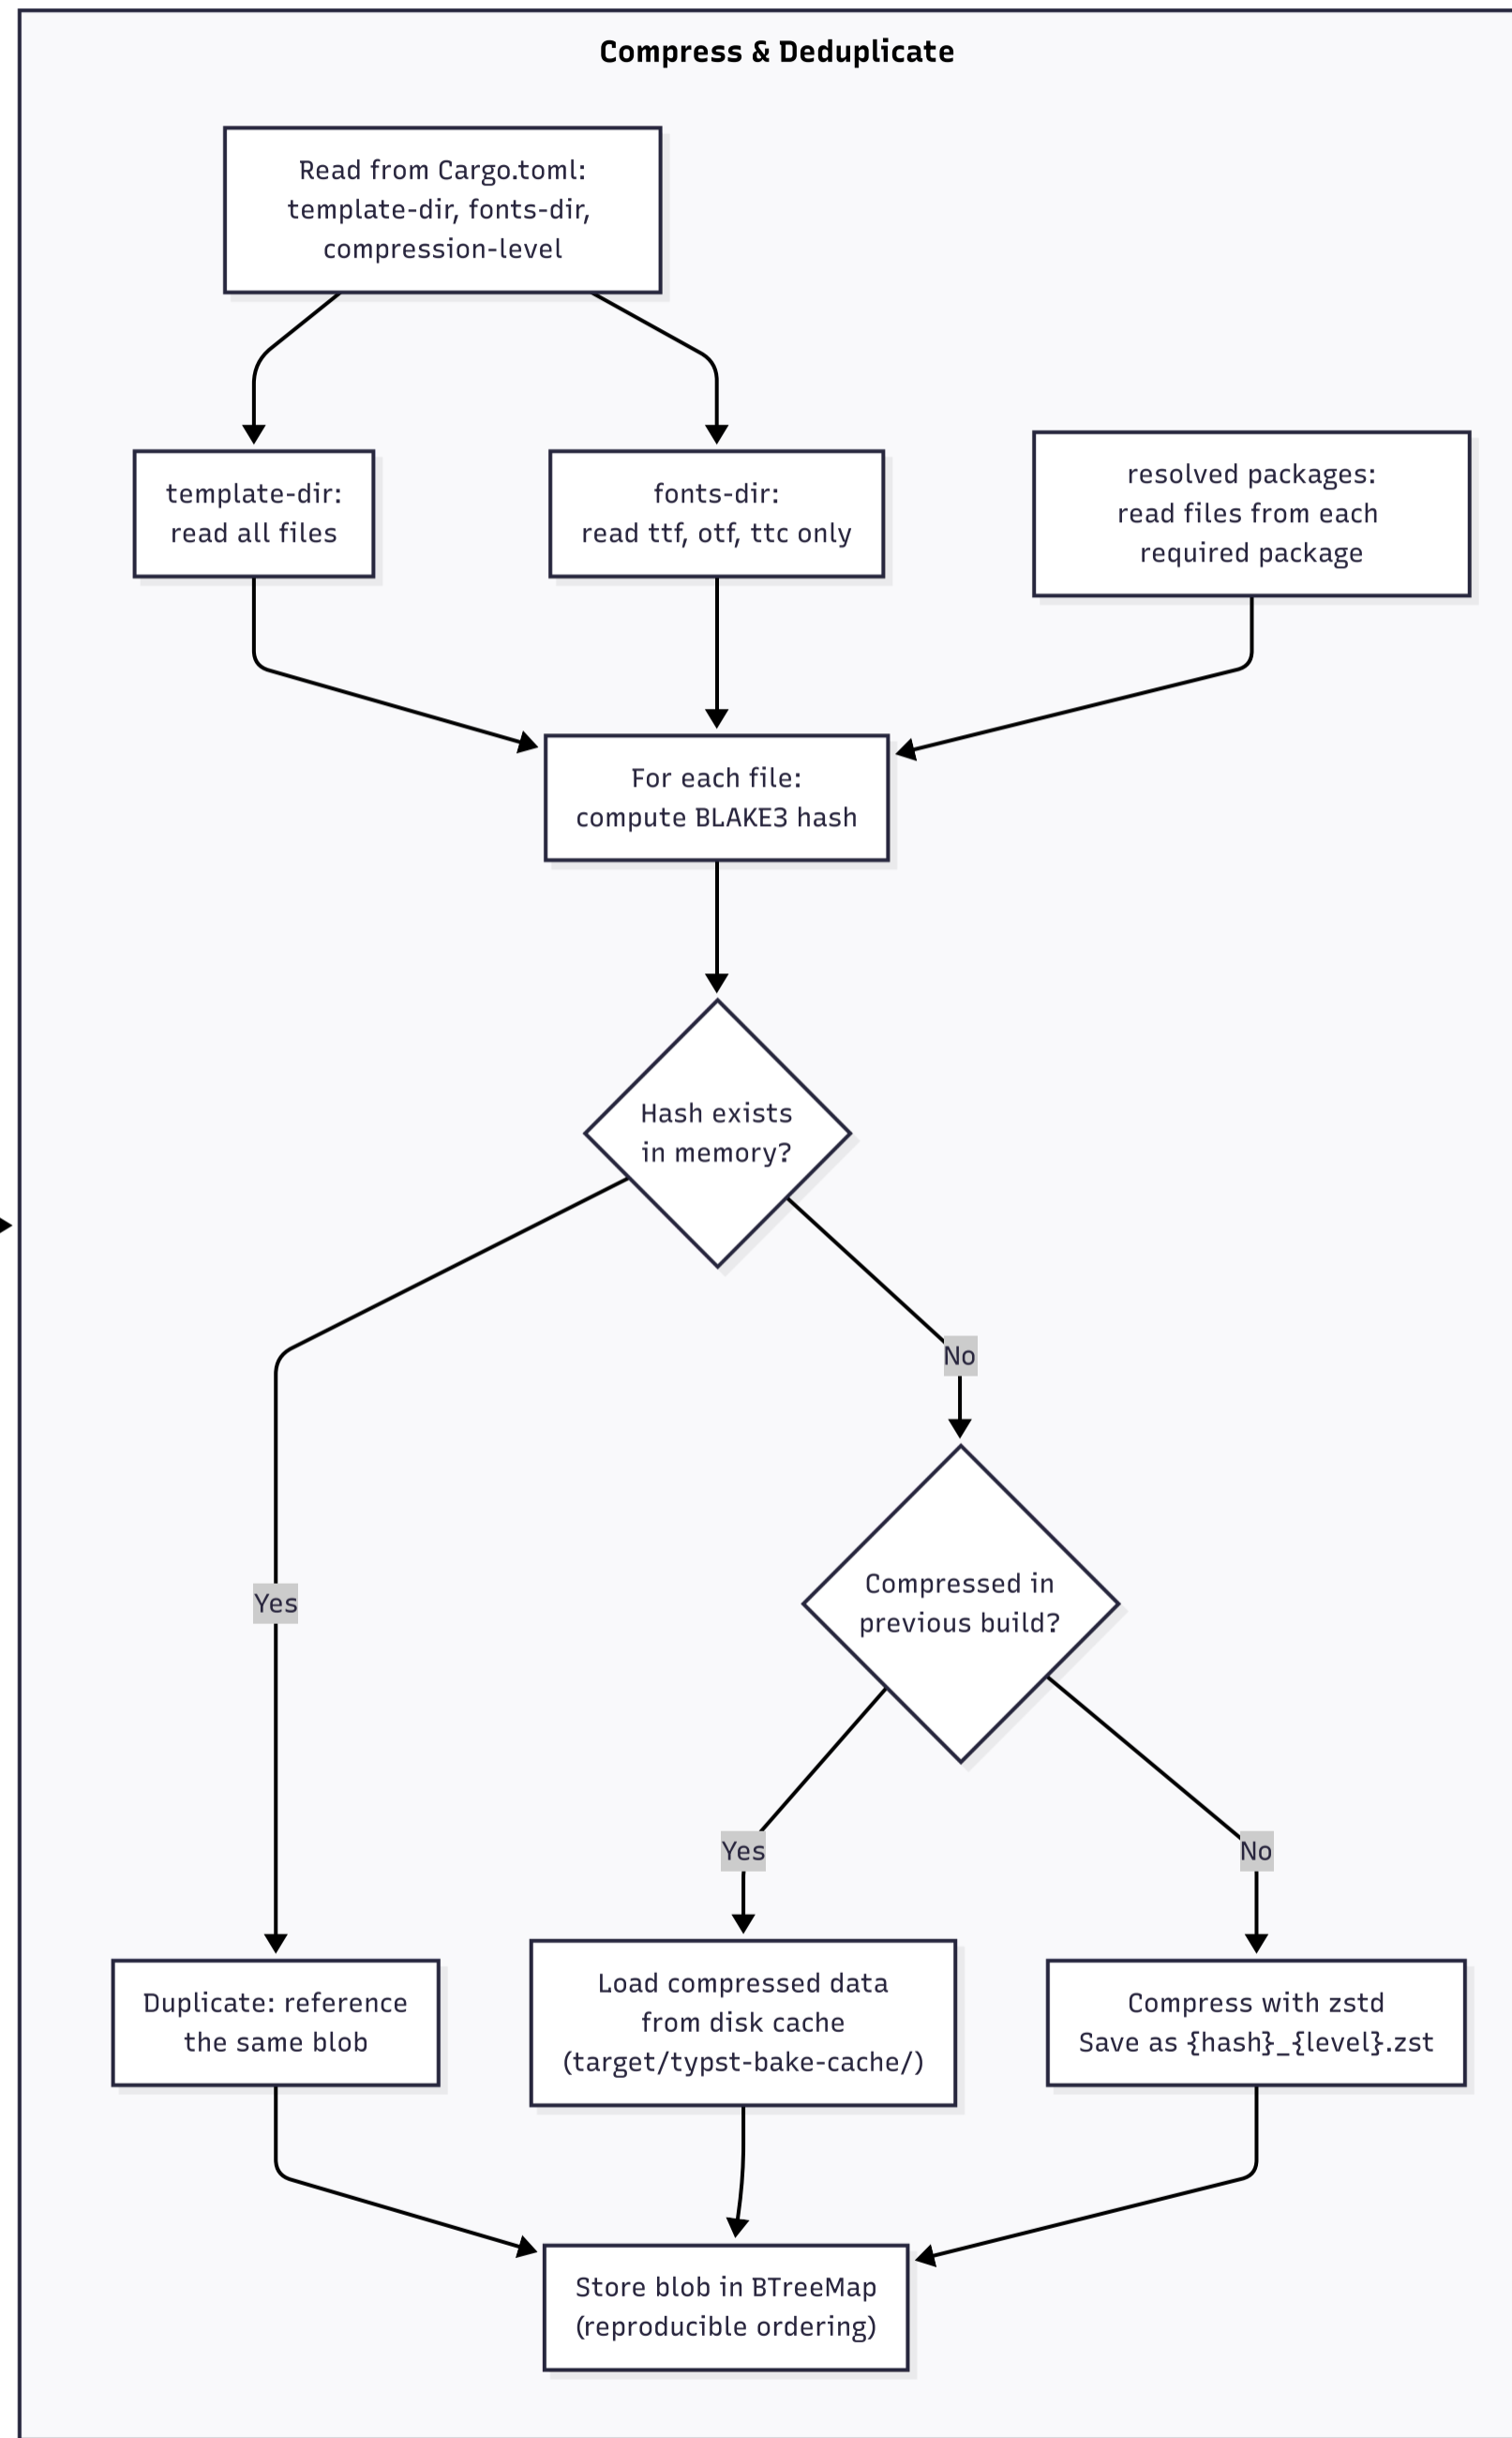 Compress & Deduplicate
Read from Cargo.toml:
template-dir, fonts-dir,
compression-level
template-dir:
read all files
fonts-dir:
read ttf, otf, ttc only
resolved packages:
read files from each
required package
For each file:
compute BLAKE3 hash
Hash exists
in memory?
No
Yes
Compressed in
previous build?
Yes
No
Duplicate: reference
the same blob
Load compressed data
from disk cache
(target/typst-bake-cache/)
Compress with zstd
Save as {hash}_{level}.zst
Store blob in BTreeMap
(reproducible ordering)